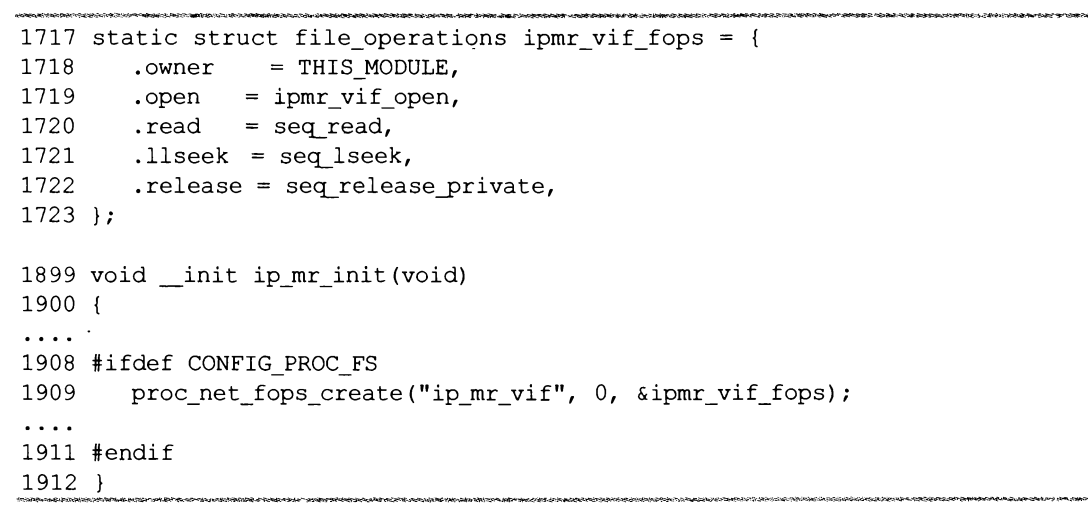 1717 static struct file_operations ipmr_vif_fops = {
1718    .owner    = THIS_MODULE,
1719    .open   = ipmr_vif_open,
1720    .read   = seq_read,
1721    .llseek = seq_lseek,
1722    .release = seq_release_private,
1723 };

1899 void __init ip_mr_init(void)
1900 {
....
1908 #ifdef CONFIG_PROC_FS
1909    proc_net_fops_create("ip_mr_vif", 0, &ipmr_vif_fops);
....
1911 #endif
1912 }